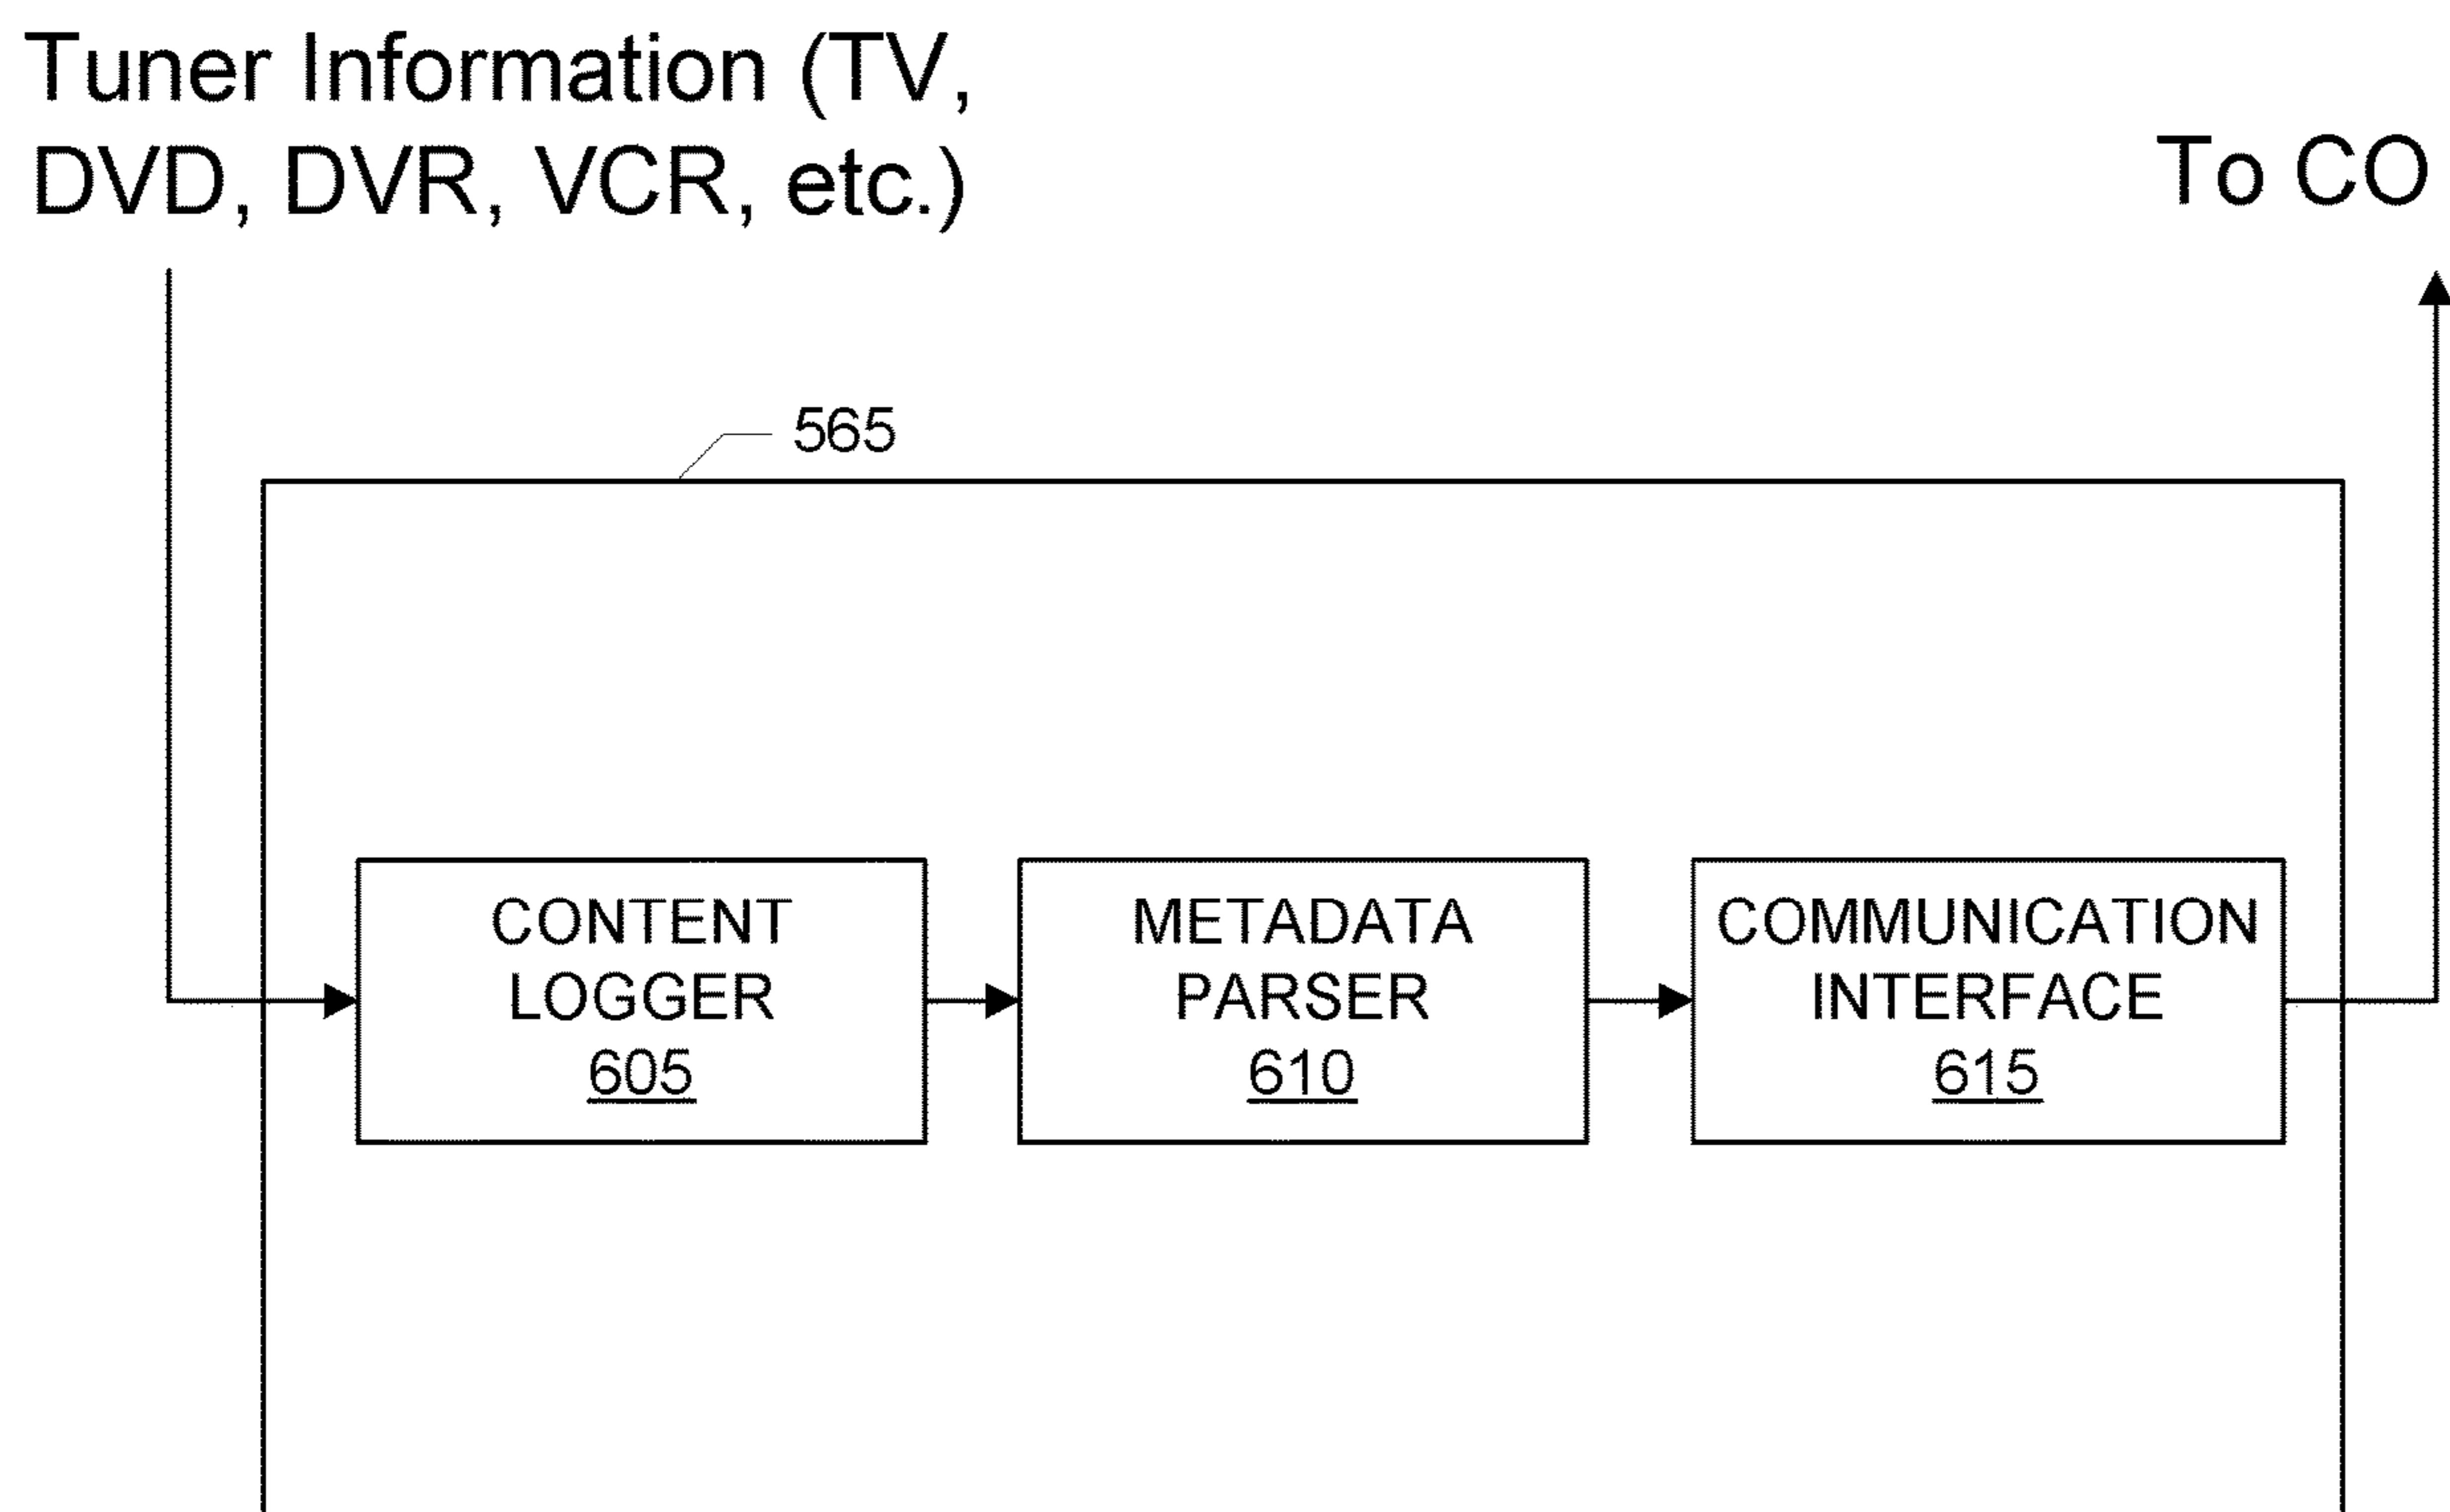 Tuner Information (TV,
DVD, DVR, VCR, etc.)
To CO
565
CONTENT
LOGGER
605
METADATA
PARSER
610
COMMUNICATION
INTERFACE
615